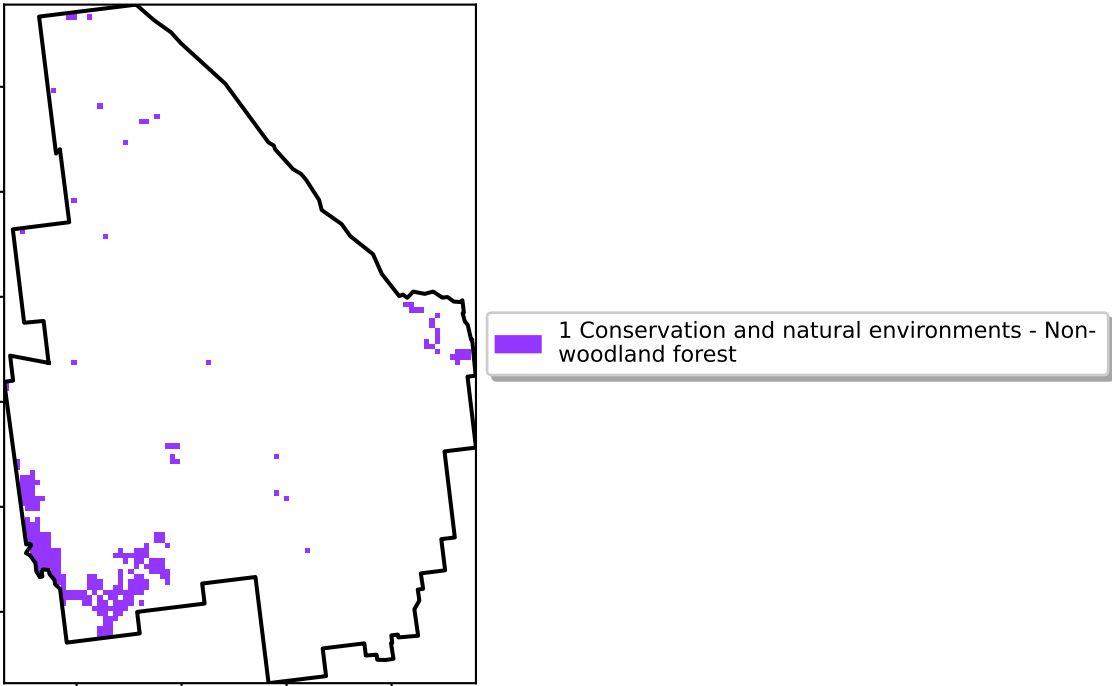 1 Conservation and natural environments - Non-
woodland forest